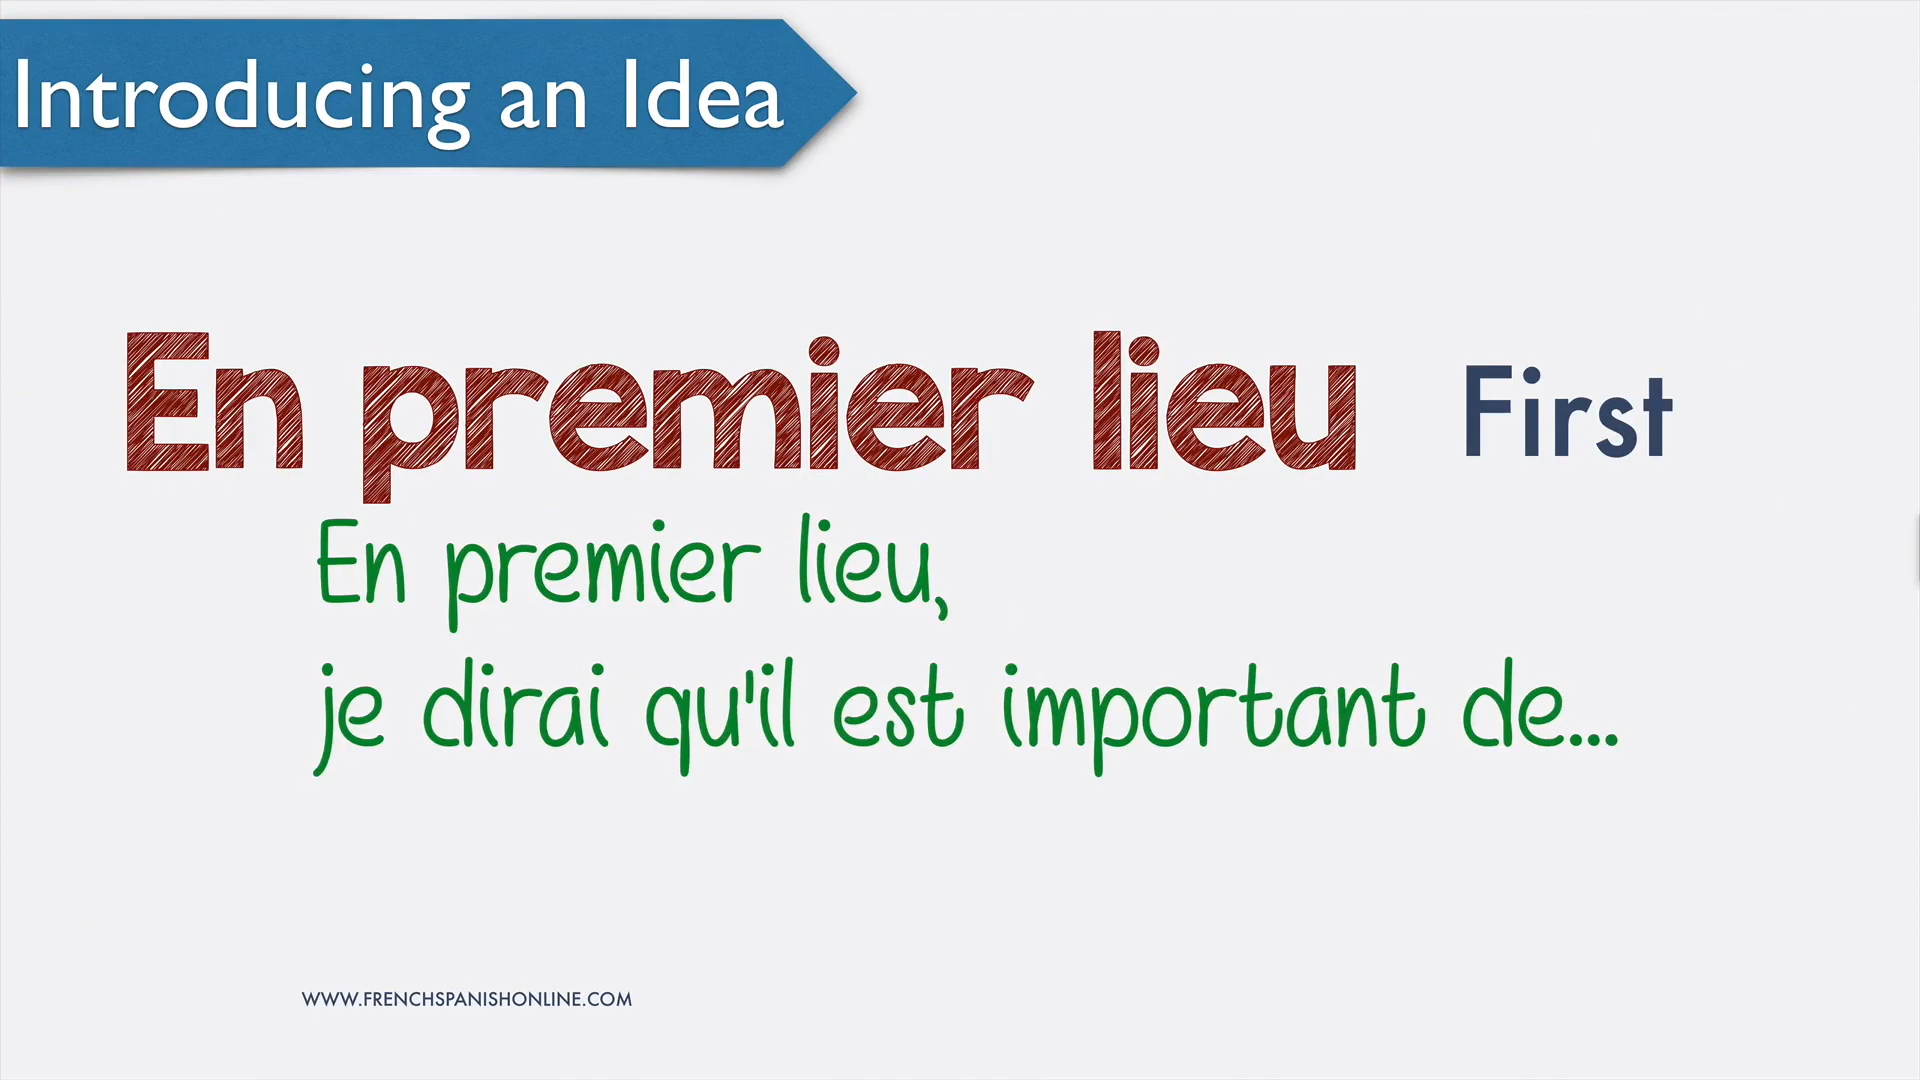 Introducing an Idea
En premier lieu First
En premier lieu,
je dirai qu'il est important de...
WWW.FRENCHSPANISHONLINE.COM